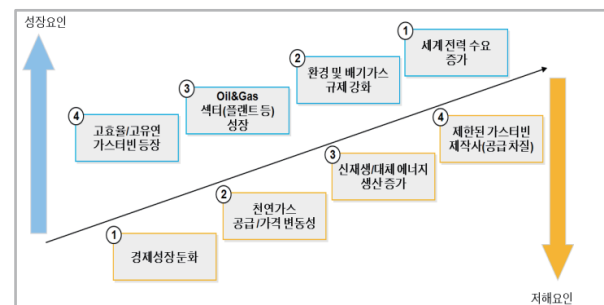 성장요인
1
세계 전력 수요
증가
2
환경 및 배기가스
규제 강화
3
Oil&Gas
섹터(플랜트 등)
성장
4
고효율/고유연
가스터빈 등장
4
제한된 가스터빈
제작사(공급 차질)
3
신재생/대체 에너지
생산 증가
2
천연가스
공급/가격 변동성
1
경제성장 둔화
저해요인